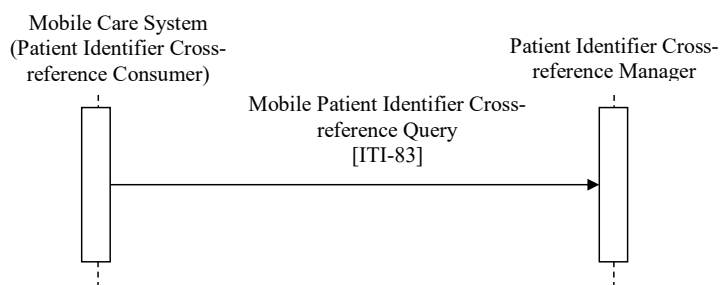 Mobile Care System
(Patient Identifier Cross-
reference Consumer)
Patient Identifier Cross-
reference Manager
Mobile Patient Identifier Cross-
reference Query
[ITI-83]